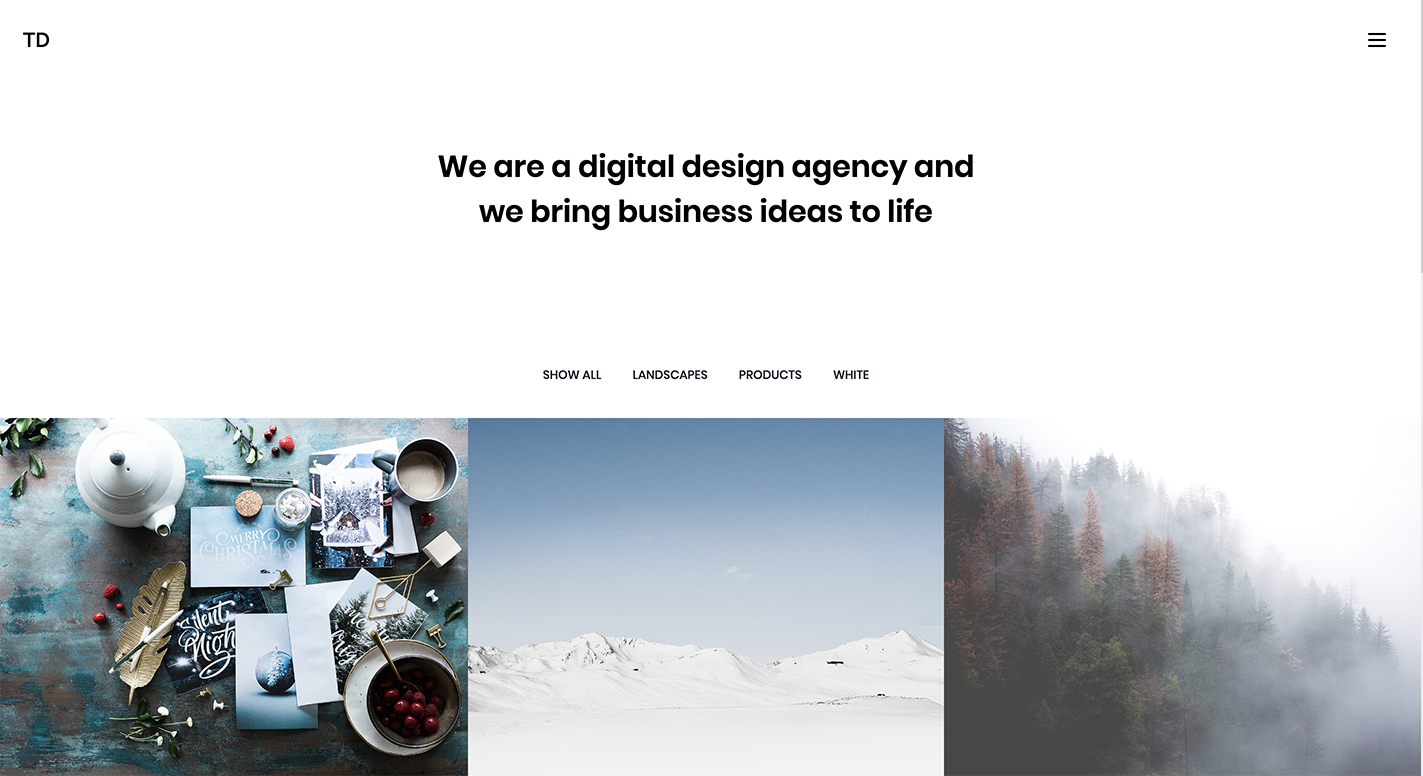 TD
We are a digital design agency and
we bring business ideas to life
SHOW ALL
LANDSCAPES
PRODUCTS
WHITE
MERRY
CHRISTMAS
Silent
Night